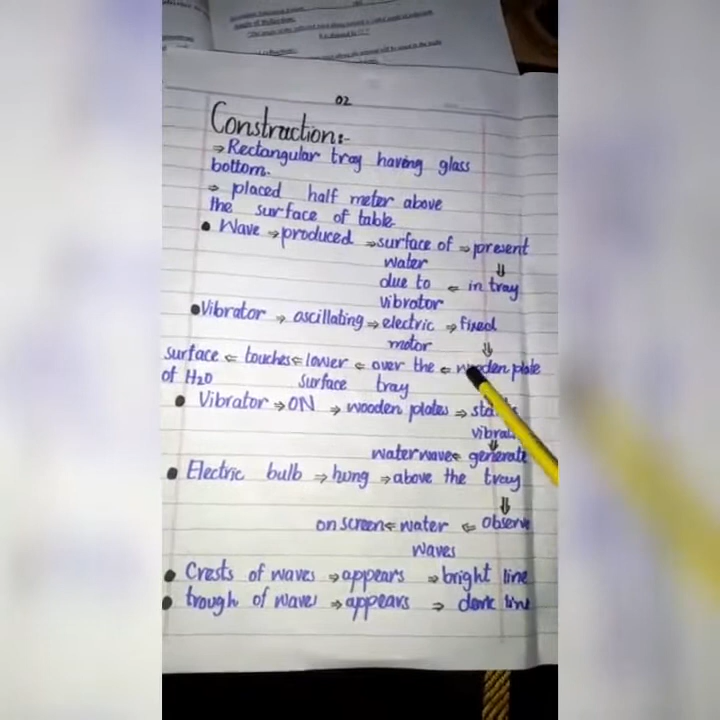 02
Construction:-
⇒ Rectangular tray having glass
bottom.
⇒ placed half meter above
the surface of table
• Wave ⇒ produced ⇒ surface of ⇒ present
water ⇓
due to ⇐ in tray
vibrator
• Vibrator ⇒ ascillating ⇒ electric ⇒ fixed
motor ⇓
surface ⇐ touches ⇐ lower ⇐ over the ⇐ wooden plate
of H2O surface tray
• Vibrator ⇒ ON ⇒ wooden plates ⇒
⇓
water wave ⇐ generate
• Electric bulb ⇒ hung ⇒ above the tray
⇓
on screen ⇐ water ⇐ observe
waves
• Crests of waves ⇒ appears ⇒ bright line
• trough of waves ⇒ appears ⇒ dark line